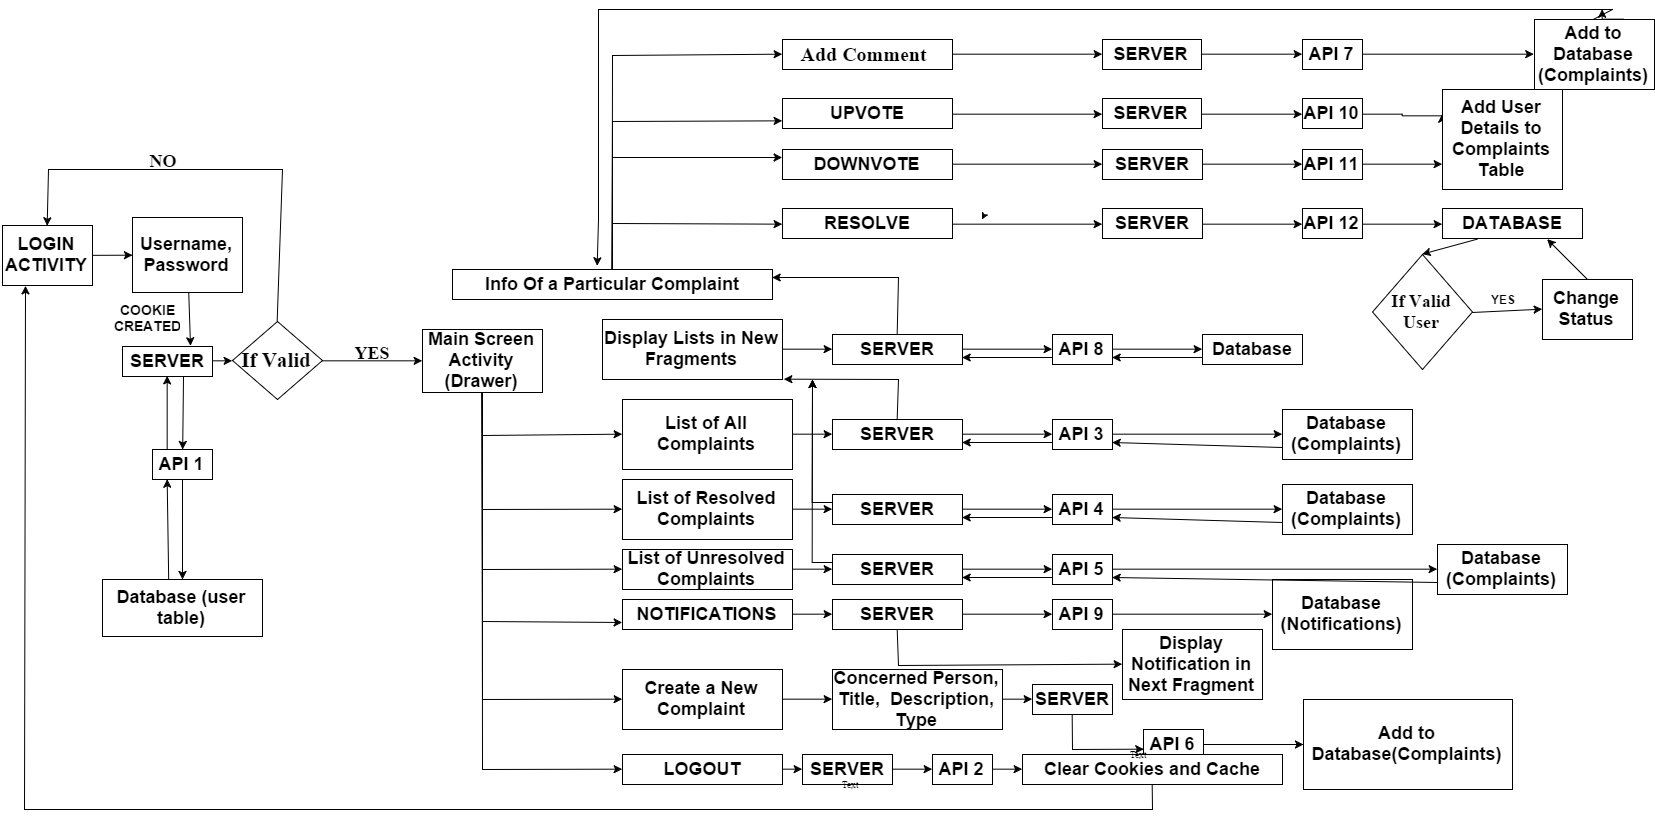 Add Comment
SERVER
API 7
Add to
Database
(Complaints)
UPVOTE
SERVER
API 10
Add User
Details to
Complaints
Table
DOWNVOTE
SERVER
API 11
RESOLVE
SERVER
API 12
DATABASE
If Valid
User
YES
Change
Status
NO
LOGIN
ACTIVITY
Username,
Password
COOKIE
CREATED
SERVER
If Valid
YES
API 1
Database (user
table)
Main Screen
Activity
(Drawer)
Info Of a Particular Complaint
Display Lists in New
Fragments
SERVER
API 8
Database
List of All
Complaints
SERVER
API 3
Database
(Complaints)
List of Resolved
Complaints
SERVER
API 4
Database
(Complaints)
List of Unresolved
Complaints
SERVER
API 5
Database
(Complaints)
NOTIFICATIONS
SERVER
API 9
Database
(Notifications)
Display
Notification in
Next Fragment
Create a New
Complaint
Concerned Person,
Title, Description,
Type
SERVER
API 6
Text
Add to
Database(Complaints)
LOGOUT
SERVER
Text
API 2
Clear Cookies and Cache